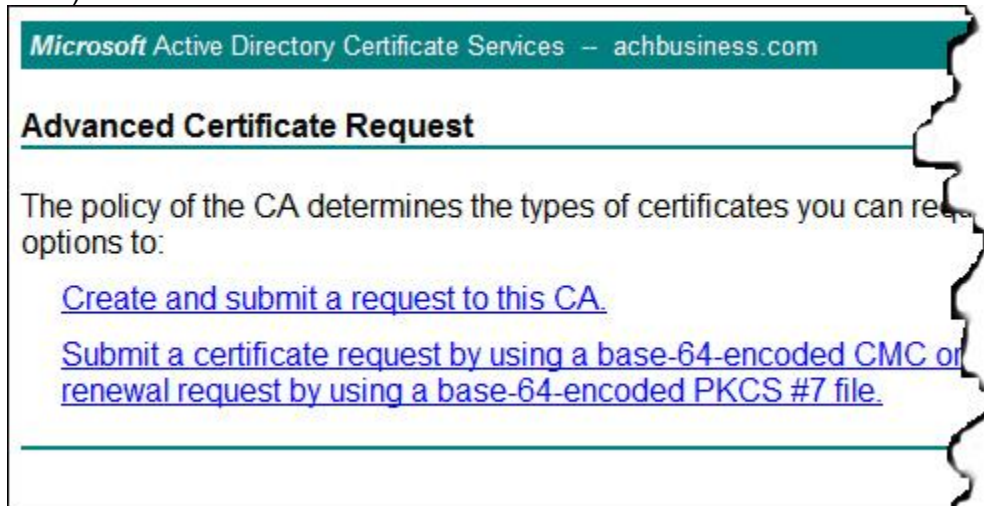 Microsoft Active Directory Certificate Services -- achbusiness.com
Advanced Certificate Request
The policy of the CA determines the types of certificates you can
options to:
Create and submit a request to this CA.
Submit a certificate request by using a base-64-encoded CMC or
renewal request by using a base-64-encoded PKCS #7 file.